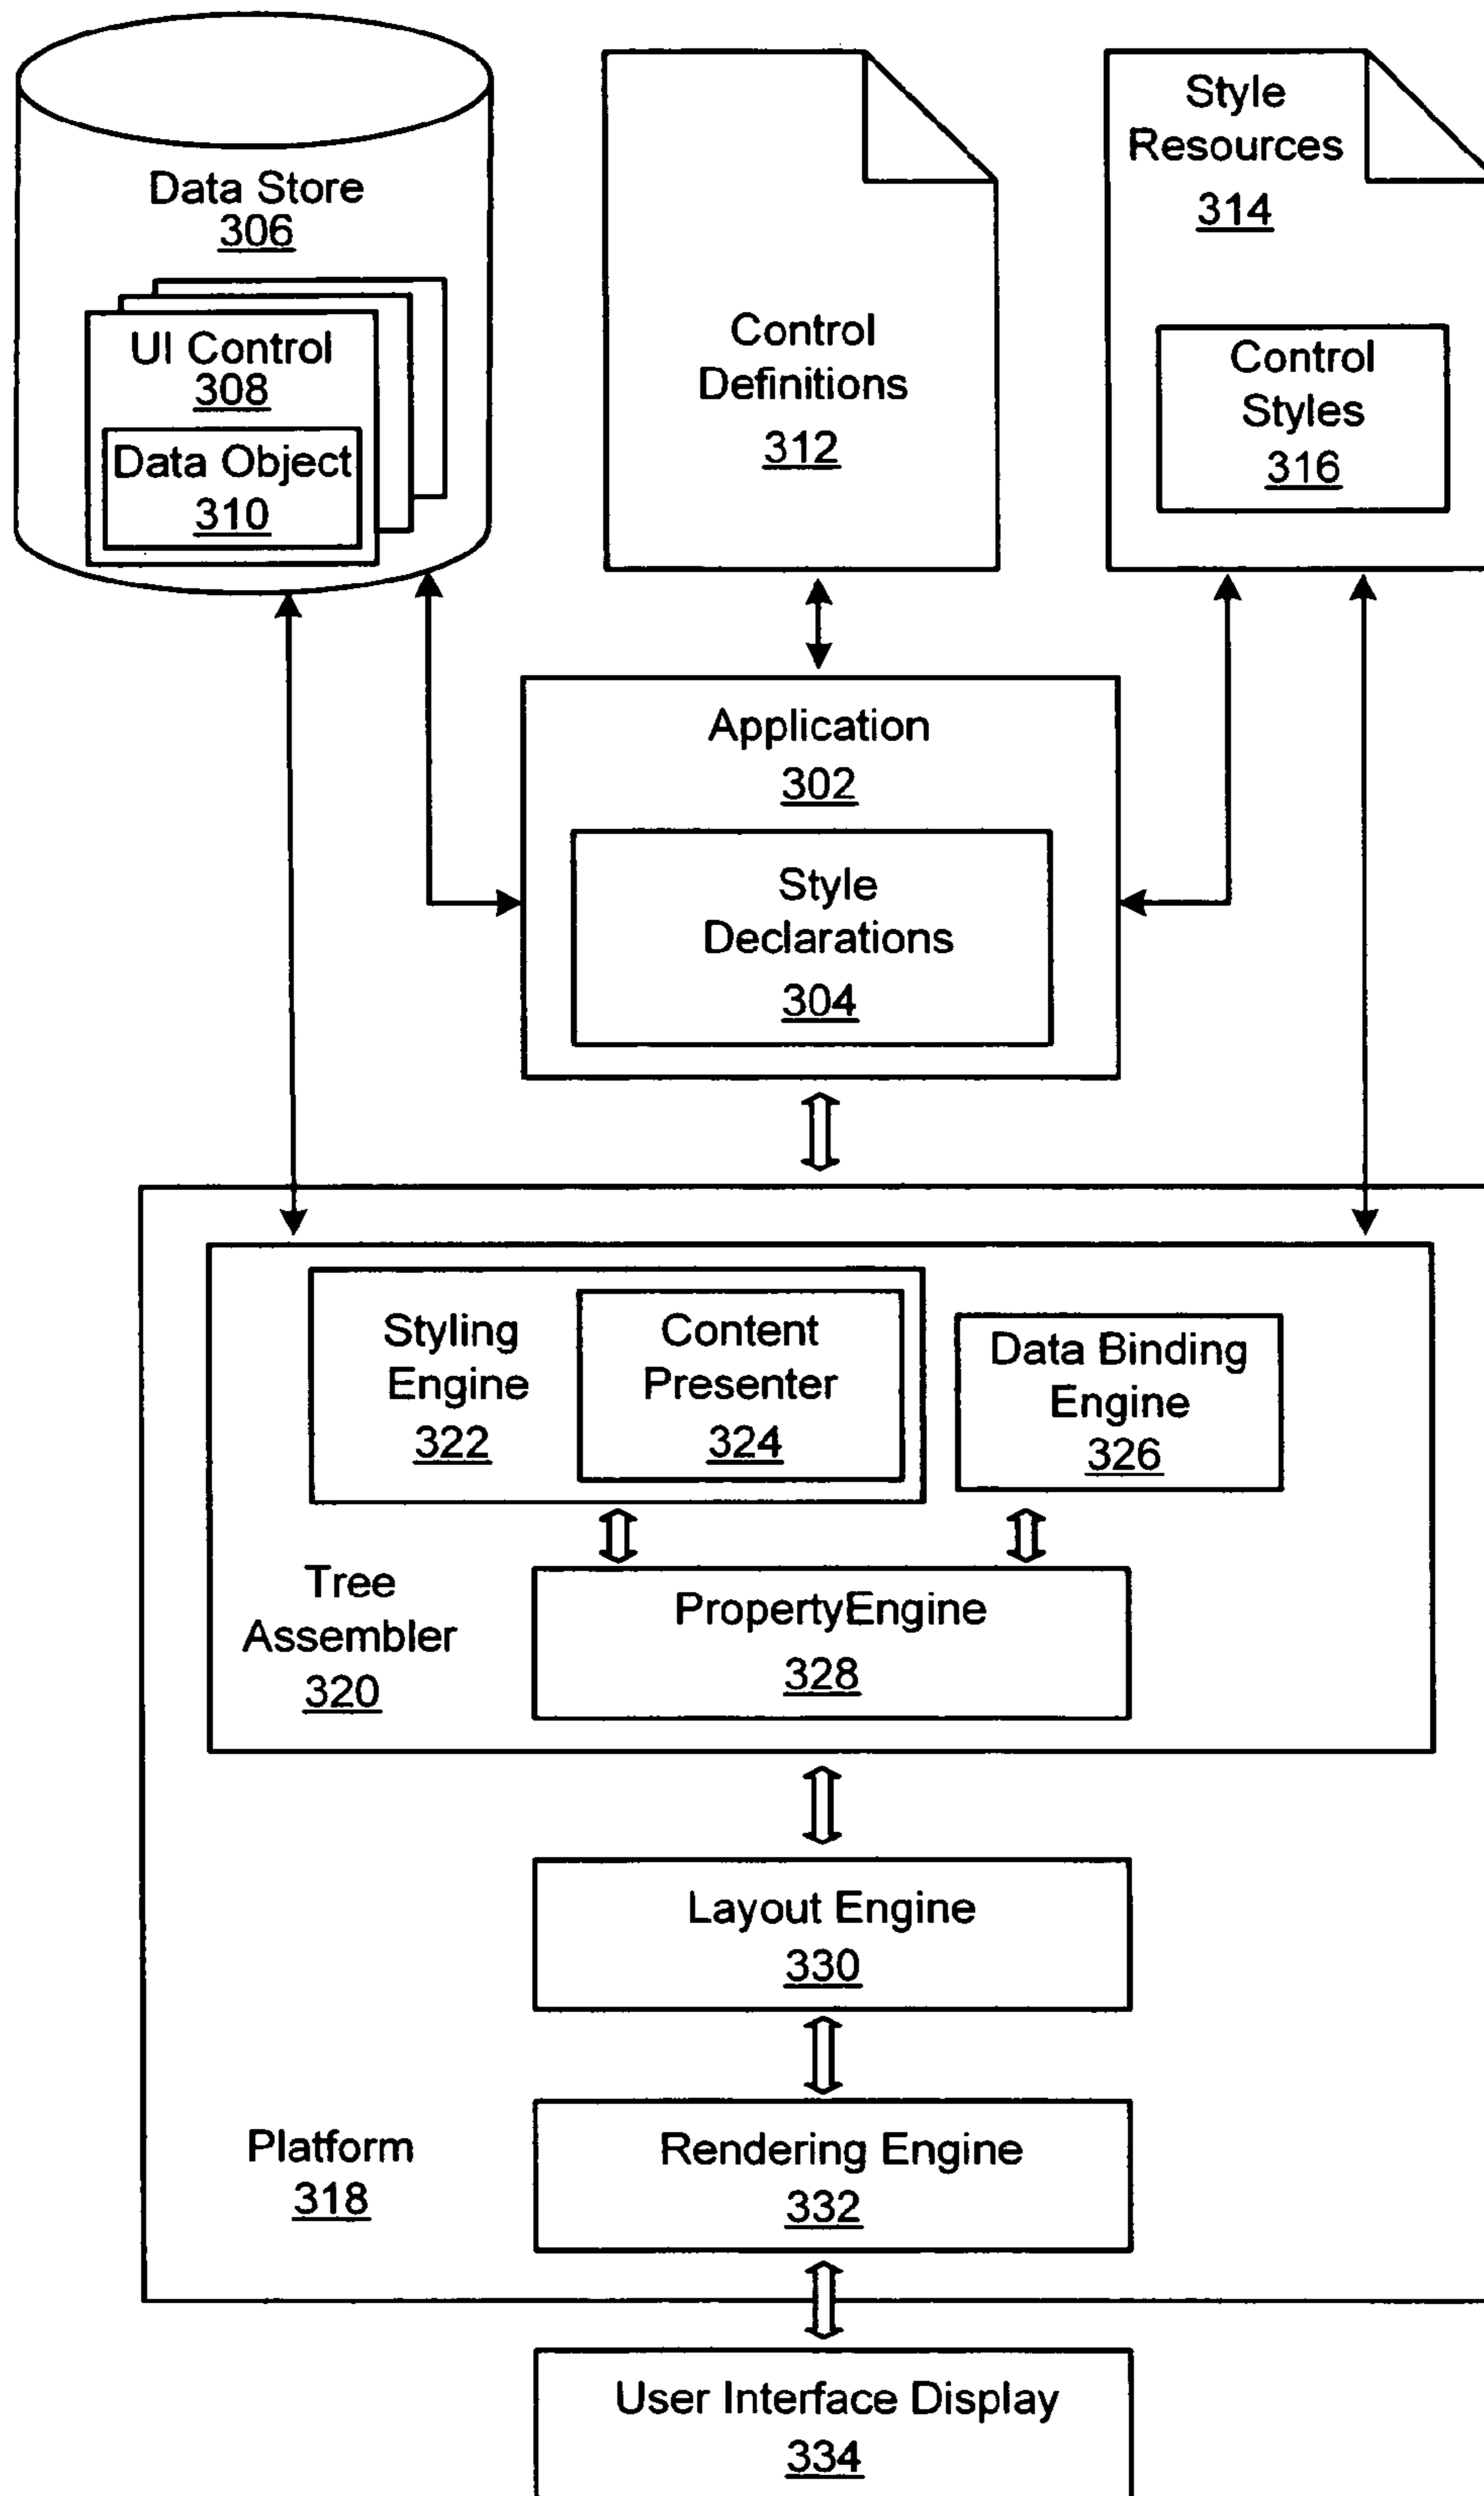 Data Store
306
UI Control
308
Data Object
310
Control
Definitions
312
Style
Resources
314
Control
Styles
316
Application
302
Style
Declarations
304
Styling
Engine
322
Content
Presenter
324
Data Binding
Engine
326
Tree
Assembler
320
PropertyEngine
328
Layout Engine
330
Platform
318
Rendering Engine
332
User Interface Display
334